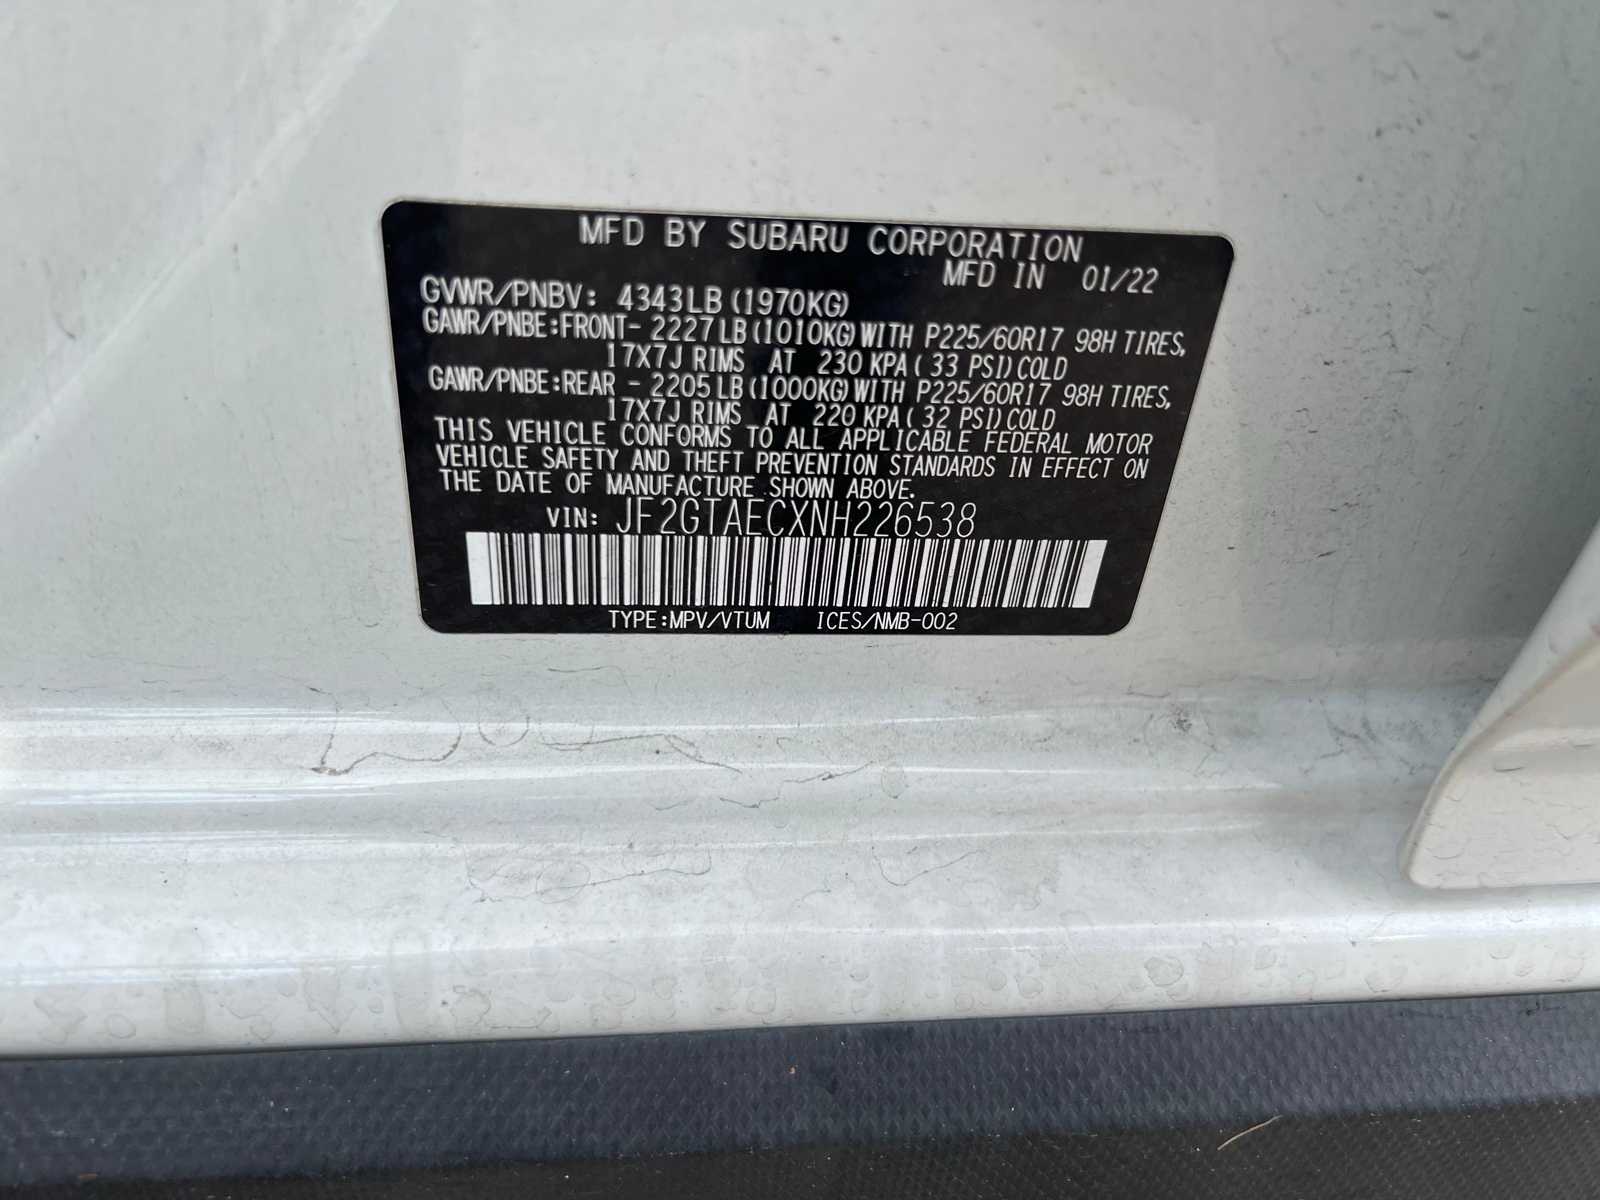 MFD BY SUBARU CORPORATION
MFD IN 01/22
GVWR/PNBV: 4343LB(1970KG)
GAWR/PNBE:FRONT- 2227LB(1010KG)WITH P225/60R17 98H TIRES,
17X7J RIMS AT 230 KPA(33 PSI)COLD
GAWR/PNBE:REAR - 2205LB(1000KG)WITH P225/60R17 98H TIRES,
17X7J RIMS AT 220 KPA(32 PSI)COLD
THIS VEHICLE CONFORMS TO ALL APPLICABLE FEDERAL MOTOR
VEHICLE SAFETY AND THEFT PREVENTION STANDARDS IN EFFECT ON
THE DATE OF MANUFACTURE SHOWN ABOVE.
VIN: JF2GTAECXNH226538
TYPE:MPV/VTUM ICES/NMB-002